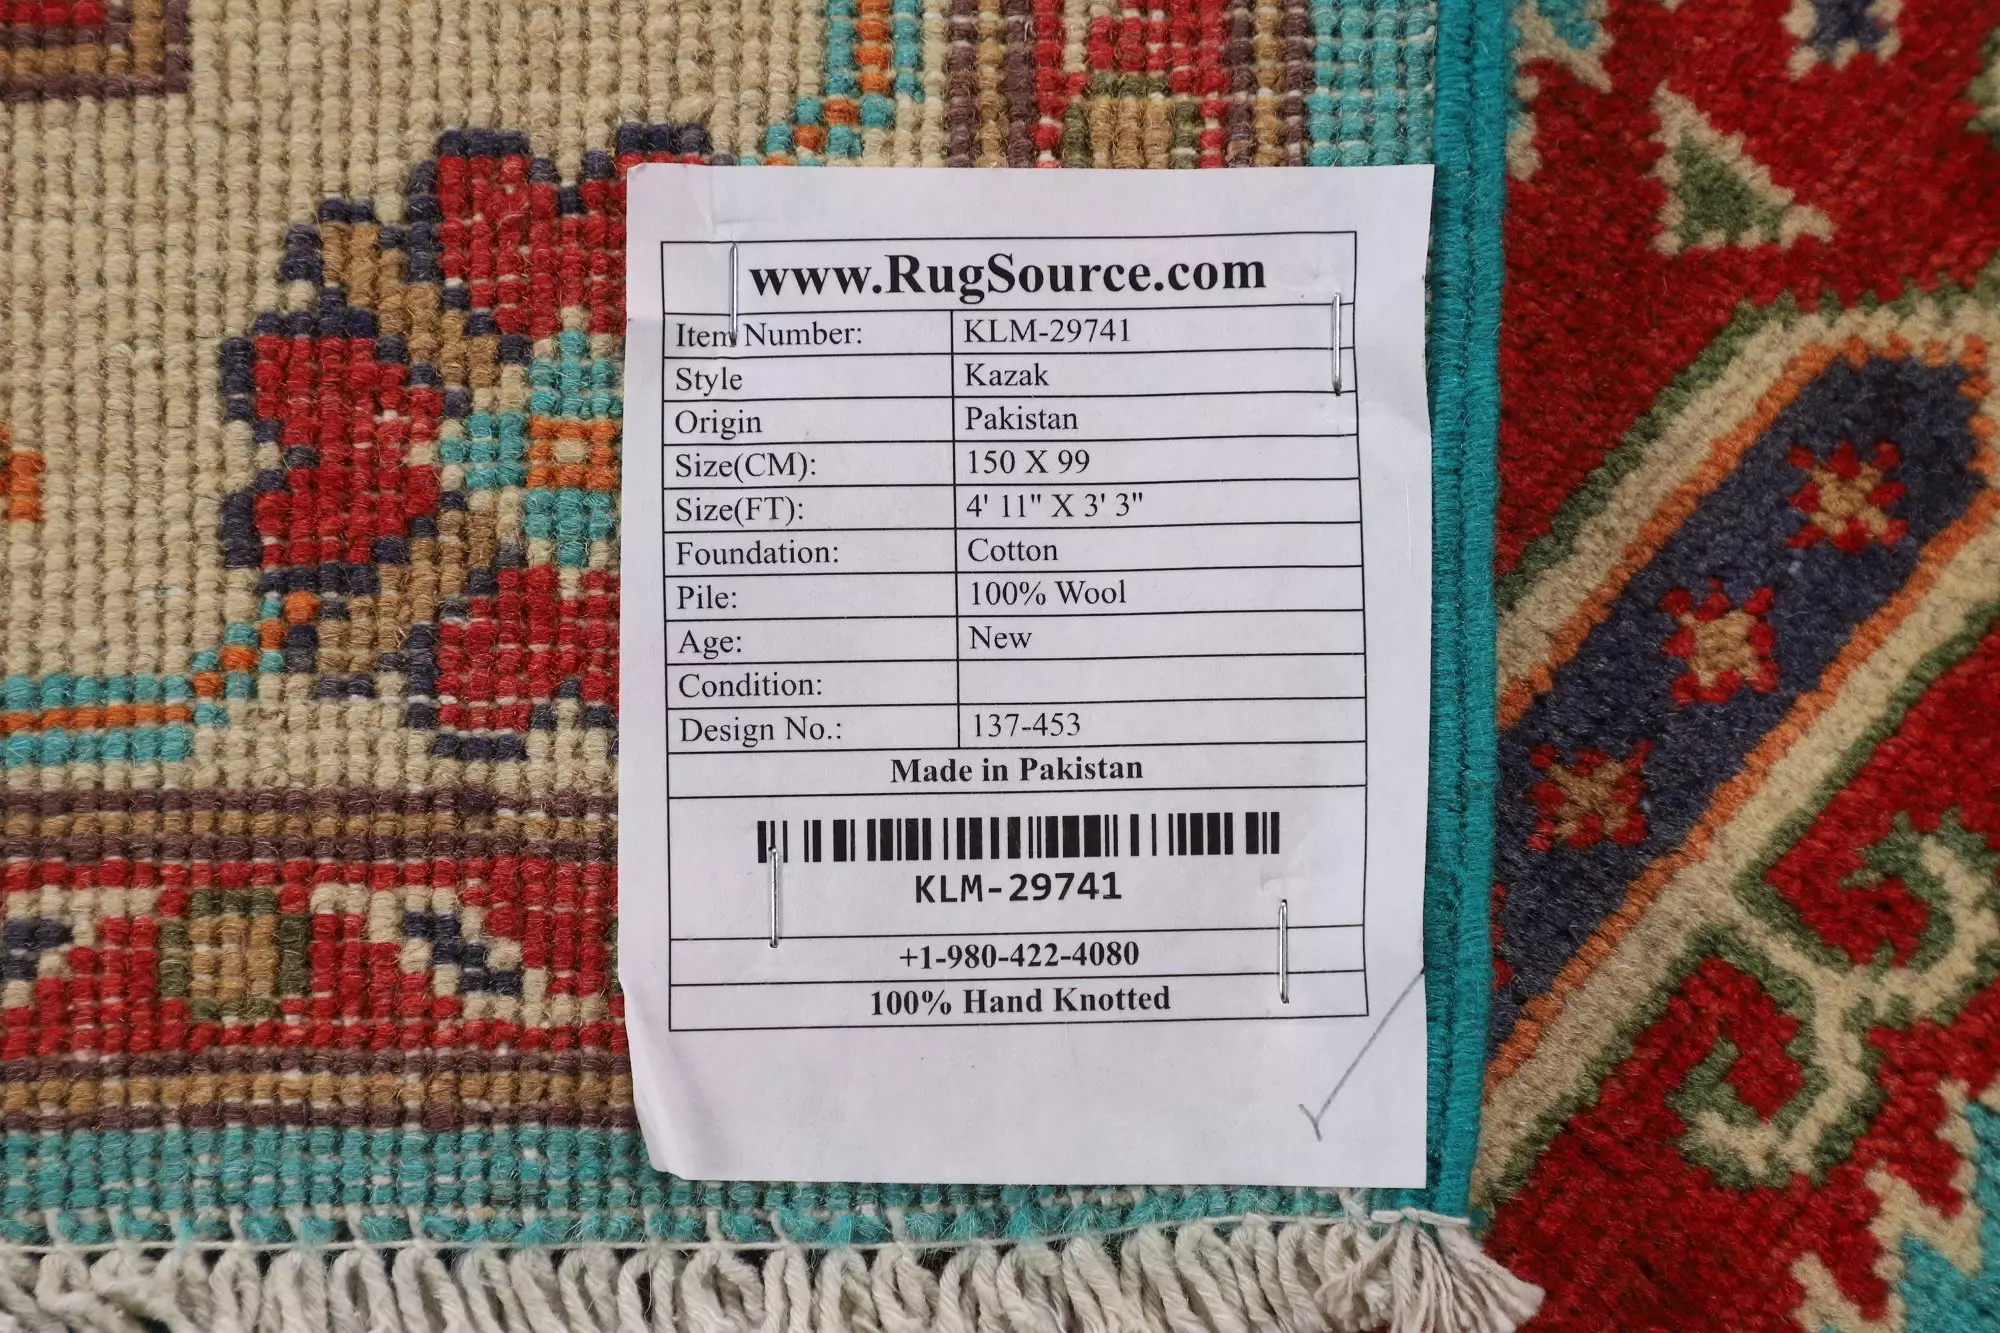 www.RugSource.com
Item Number: KLM-29741
Style Kazak
Origin Pakistan
Size(CM): 150 X 99
Size(FT): 4' 11" X 3' 3"
Foundation: Cotton
Pile: 100% Wool
Age: New
Condition:
Design No.: 137-453
Made in Pakistan
KLM-29741
+1-980-422-4080
100% Hand Knotted